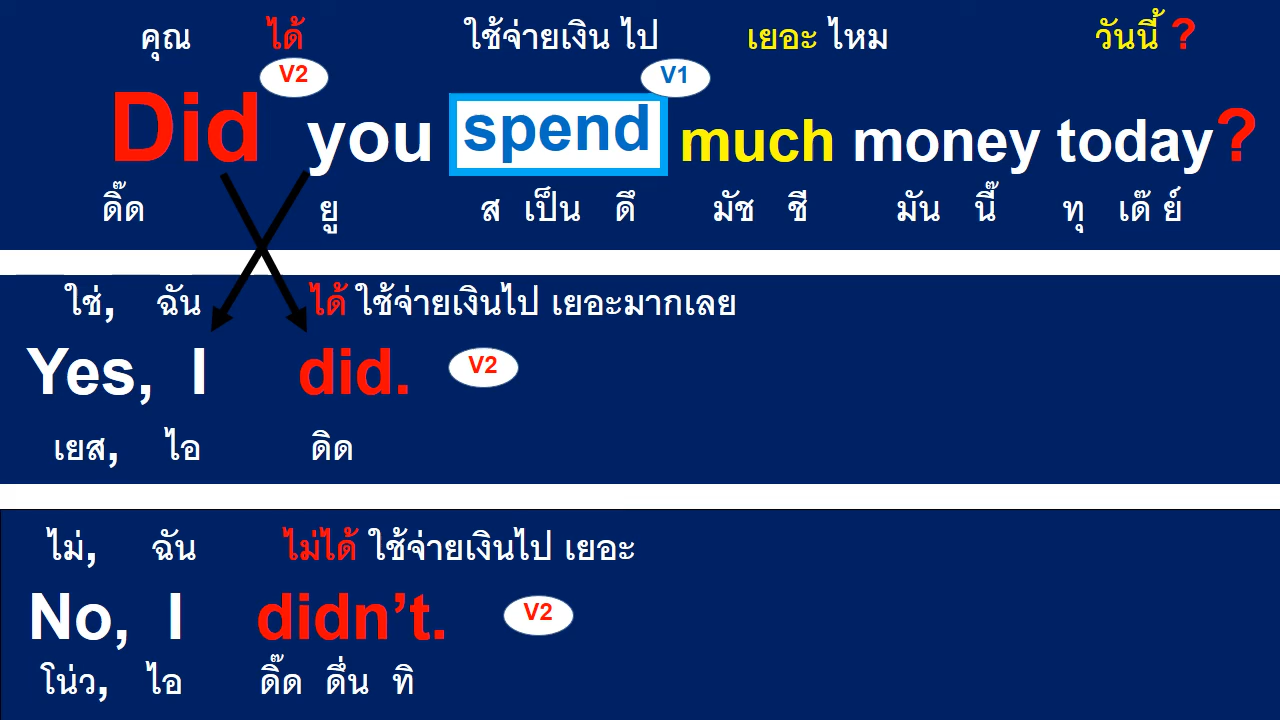 คุณ ได้ ใช้จ่ายเงิน ไป เยอะ ไหม วันนี้ ?
V2 V1
Did you spend much money today?
ดิ๊ด ยู ส เป็น ดึ มัช ชี มัน นี๊ ทุ เด๊ ย์
ใช่, ฉัน ได้ ใช้จ่ายเงินไป เยอะมากเลย
Yes, I did. V2
เยส, ไอ ดิด
ไม่, ฉัน ไม่ได้ ใช้จ่ายเงินไป เยอะ
No, I didn’t. V2
โน่ว, ไอ ดิ๊ด ดึ่น ทิ